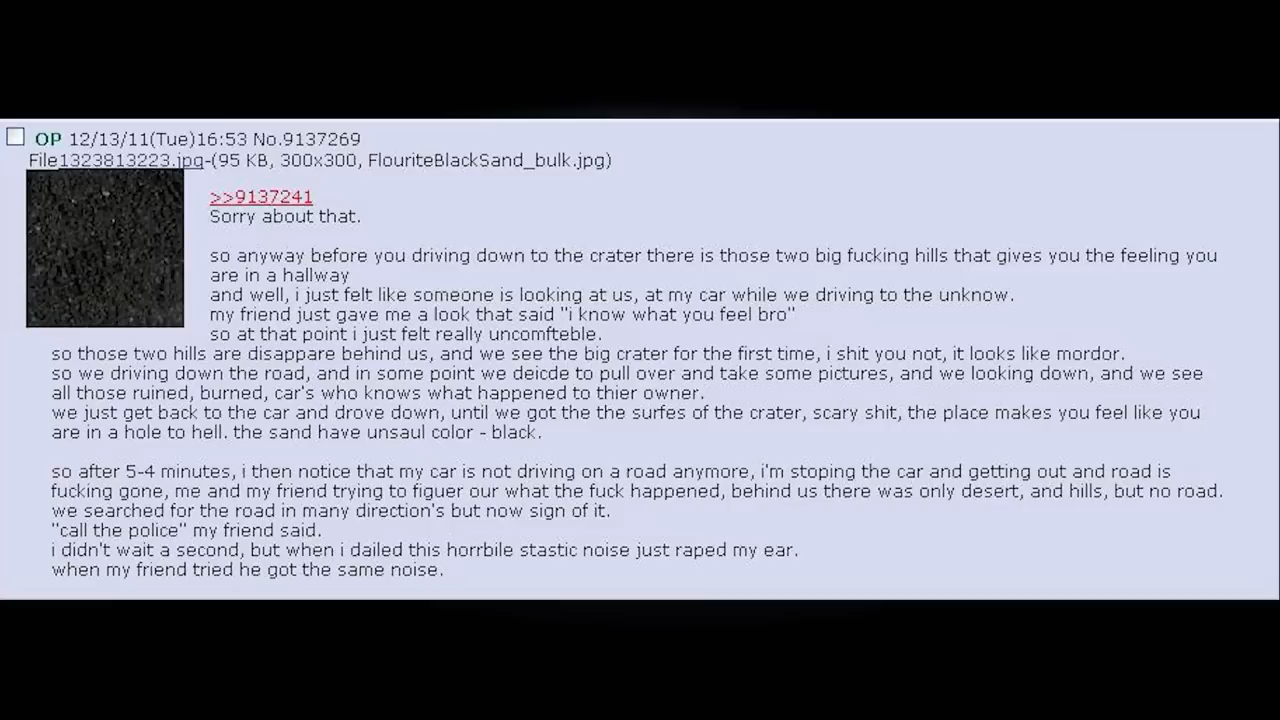 OP 12/13/11(Tue)16:53 No.9137269
File1323813223.jpg-(95 KB, 300x300, FlouriteBlackSand_bulk.jpg)
>>9137241
Sorry about that.
so anyway before you driving down to the crater there is those two big fucking hills that gives you the feeling you
are in a hallway
and well, i just felt like someone is looking at us, at my car while we driving to the unknow.
my friend just gave me a look that said "i know what you feel bro"
so at that point i just felt really uncomfteble.
so those two hills are disappare behind us, and we see the big crater for the first time, i shit you not, it looks like mordor.
so we driving down the road, and in some point we deicde to pull over and take some pictures, and we looking down, and we see
all those ruined, burned, car's who knows what happened to thier owner.
we just get back to the car and drove down, until we got the the surfes of the crater, scary shit, the place makes you feel like you
are in a hole to hell. the sand have unsaul color - black.
so after 5-4 minutes, i then notice that my car is not driving on a road anymore, i'm stoping the car and getting out and road is
fucking gone, me and my friend trying to figuer our what the fuck happened, behind us there was only desert, and hills, but no road.
we searched for the road in many direction's but now sign of it.
"call the police" my friend said.
i didn't wait a second, but when i dailed this horrbile stastic noise just raped my ear.
when my friend tried he got the same noise.